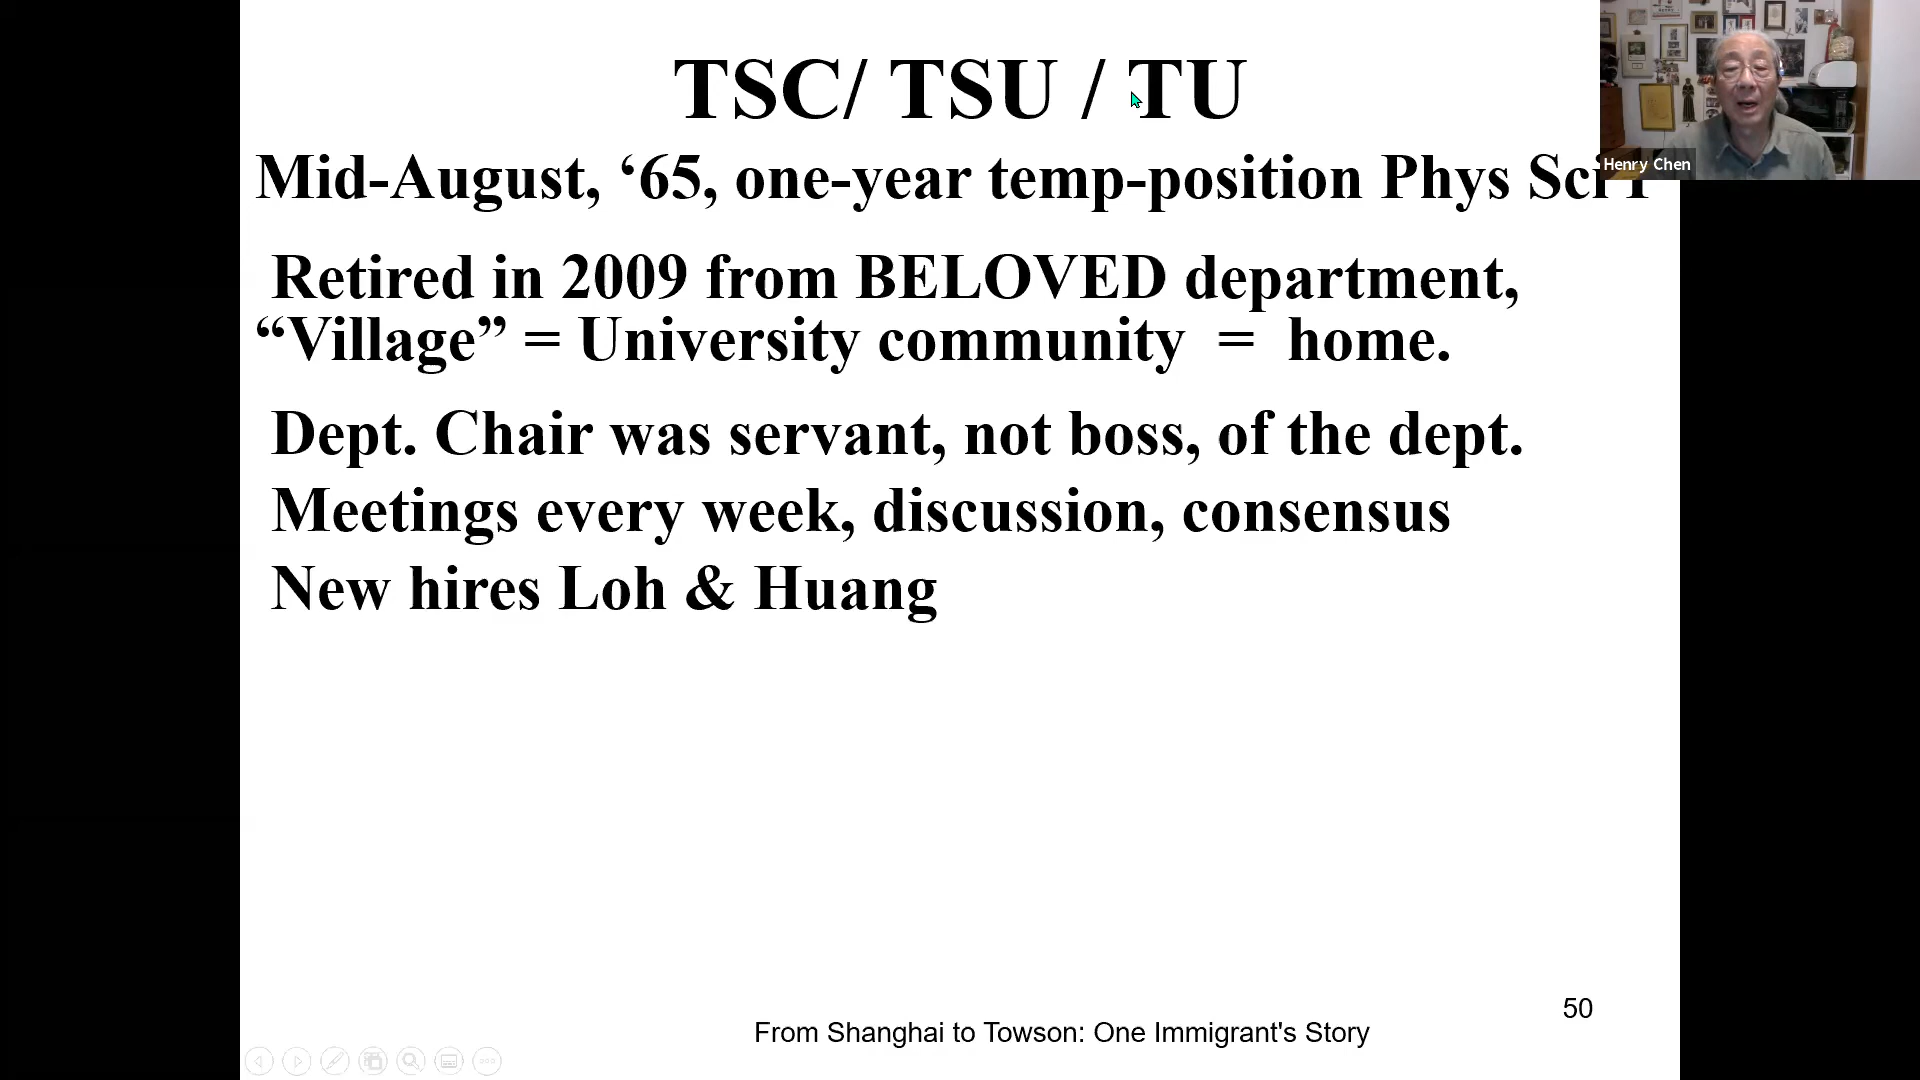 TSC/ TSU / TU
Mid-August, ‘65, one-year temp-position Phys Sci I
Henry Chen
Retired in 2009 from BELOVED department,
“Village” = University community = home.
Dept. Chair was servant, not boss, of the dept.
Meetings every week, discussion, consensus
New hires Loh & Huang
50
From Shanghai to Towson: One Immigrant's Story